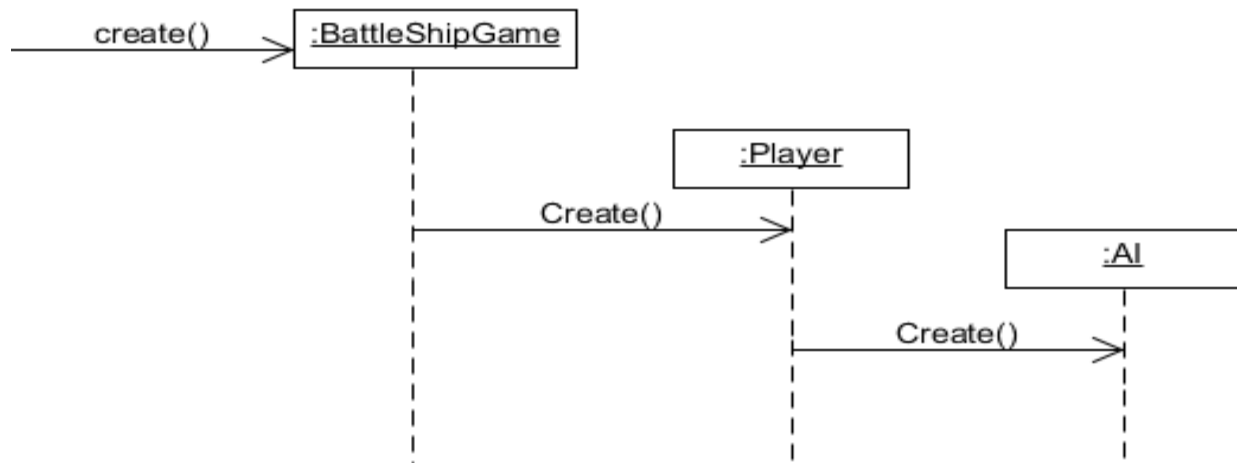 create()
:BattleShipGame
:Player
Create()
:AI
Create()